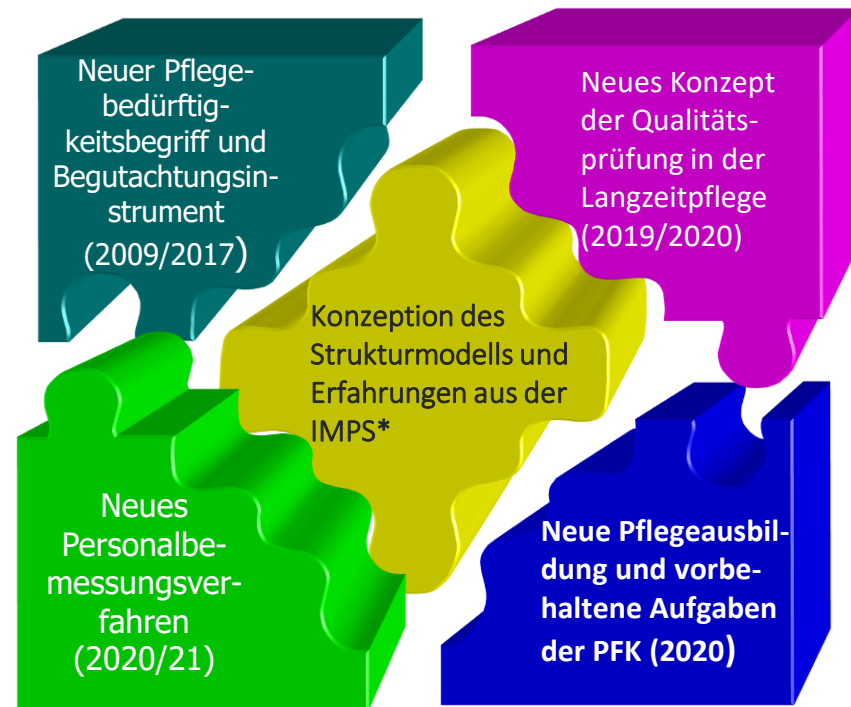 Neuer Pflege-
bedürftig-
keitsbegriff und
Begutachtungsin-
strument
(2009/2017)
Neues Konzept
der Qualitäts-
prüfung in der
Langzeitpflege
(2019/2020)
Konzeption des
Strukturmodells und
Erfahrungen aus der
IMPS*
Neues
Personalbe-
messungsver-
fahren
(2020/21)
Neue Pflegeausbil-
dung und vorbe-
haltene Aufgaben
der PFK (2020)